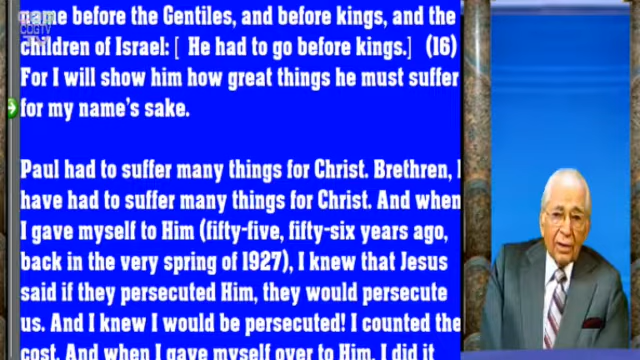 name before the Gentiles, and before kings, and the
children of Israel: [ He had to go before kings.] (16)
For I will show him how great things he must suffer
for my name's sake.
Paul had to suffer many things for Christ. Brethren, I
have had to suffer many things for Christ. And when
I gave myself to Him (fifty-five, fifty-six years ago,
back in the very spring of 1927), I knew that Jesus
said if they persecuted Him, they would persecute
us. And I knew I would be persecuted! I counted the
cost. And when I gave myself over to Him, I did it